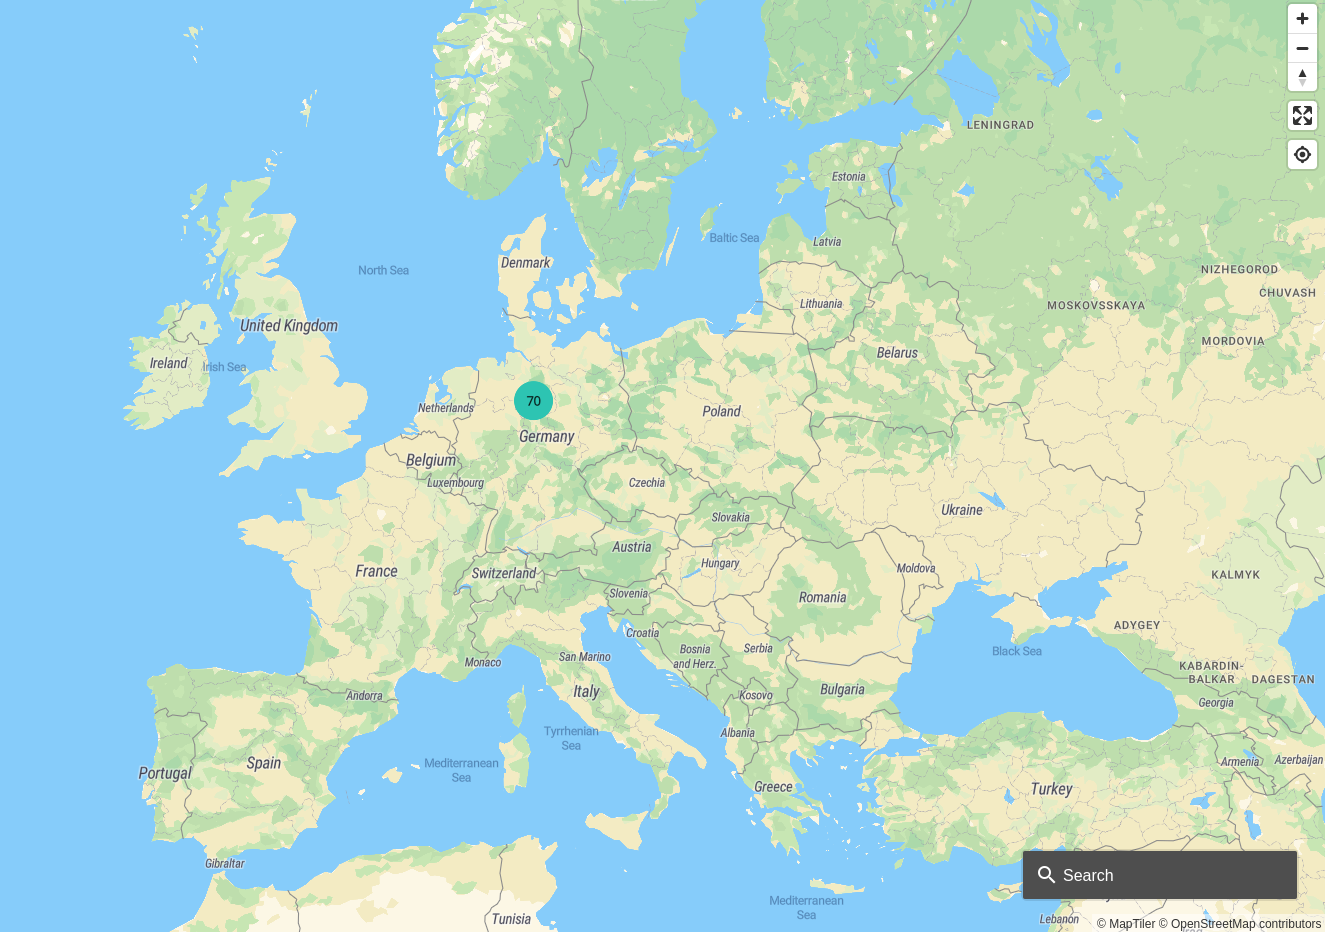 LENINGRAD
Estonia
Baltic Sea
Latvia
Denmark
North Sea
NIZHEGOROD
CHUVASH
MOSKOVSSKAYA
Lithuania
United Kingdom
MORDOVIA
Belarus
Ireland
Irish Sea
70
Netherlands
Poland
Germany
Belgium
Luxembourg
Czechia
Ukraine
Slovakia
Austria
Hungary
Moldova
France
Switzerland
KALMYK
Slovenia
Romania
ADYGEY
Croatia
Bosnia
and Herz.
Serbia
Black Sea
San Marino
Monaco
KABARDIN-
BALKAR
DAGESTAN
Italy
Andorra
Kosovo
Bulgaria
Georgia
Tyrrhenian
Sea
Albania
Mediterranean
Sea
Spain
Portugal
Armenia
Azerbaijan
Greece
Turkey
Gibraltar
Search
Mediterranean
Sea
Tunisia
Lebanon
© MapTiler © OpenStreetMap contributors